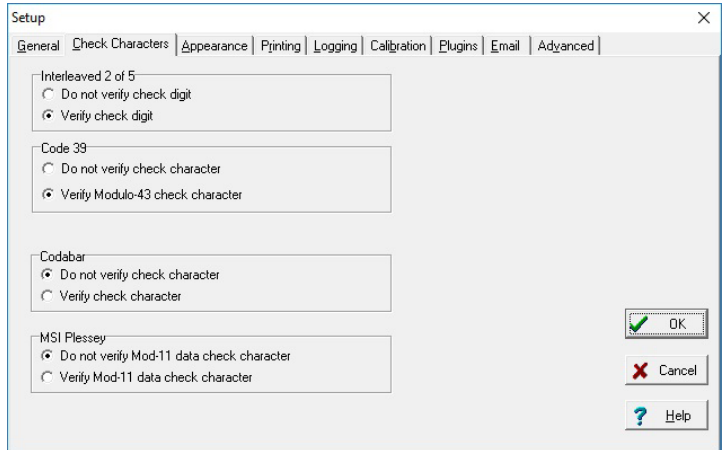 Setup
General Check Characters Appearance Printing Logging Calibration Plugins Email Advanced
Interleaved 2 of 5
Do not verify check digit
Verify check digit
Code 39
Do not verify check character
Verify Modulo-43 check character
Codabar
Do not verify check character
Verify check character
MSI Plessey
Do not verify Mod-11 data check character
Verify Mod-11 data check character
OK
Cancel
Help